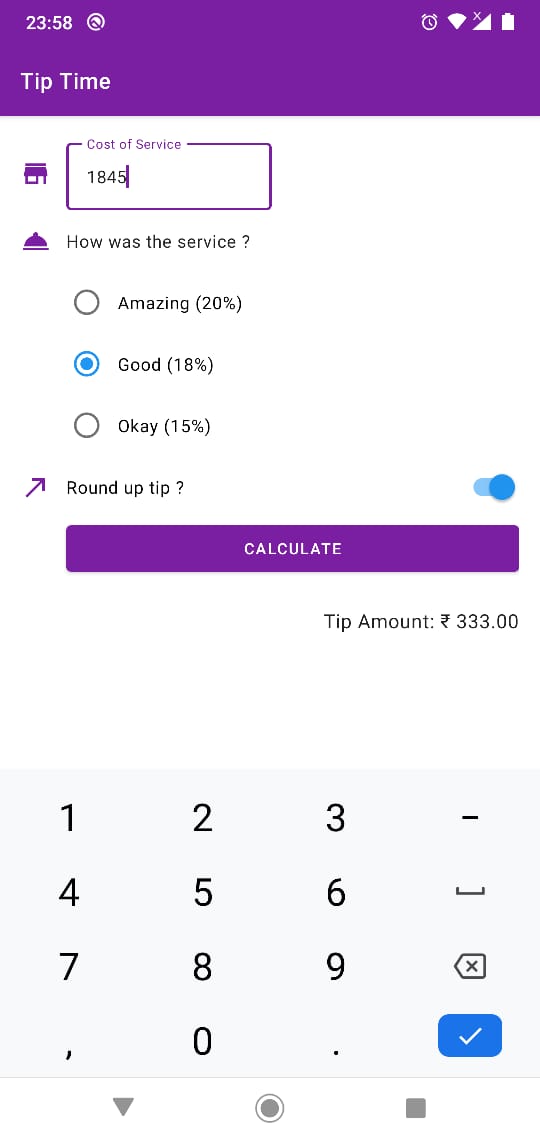 23:58
Tip Time
Cost of Service
1845
How was the service ?
Amazing (20%)
Good (18%)
Okay (15%)
Round up tip ?
CALCULATE
Tip Amount: ₹ 333.00
1 2 3 -
4 5 6
7 8 9
, 0 .